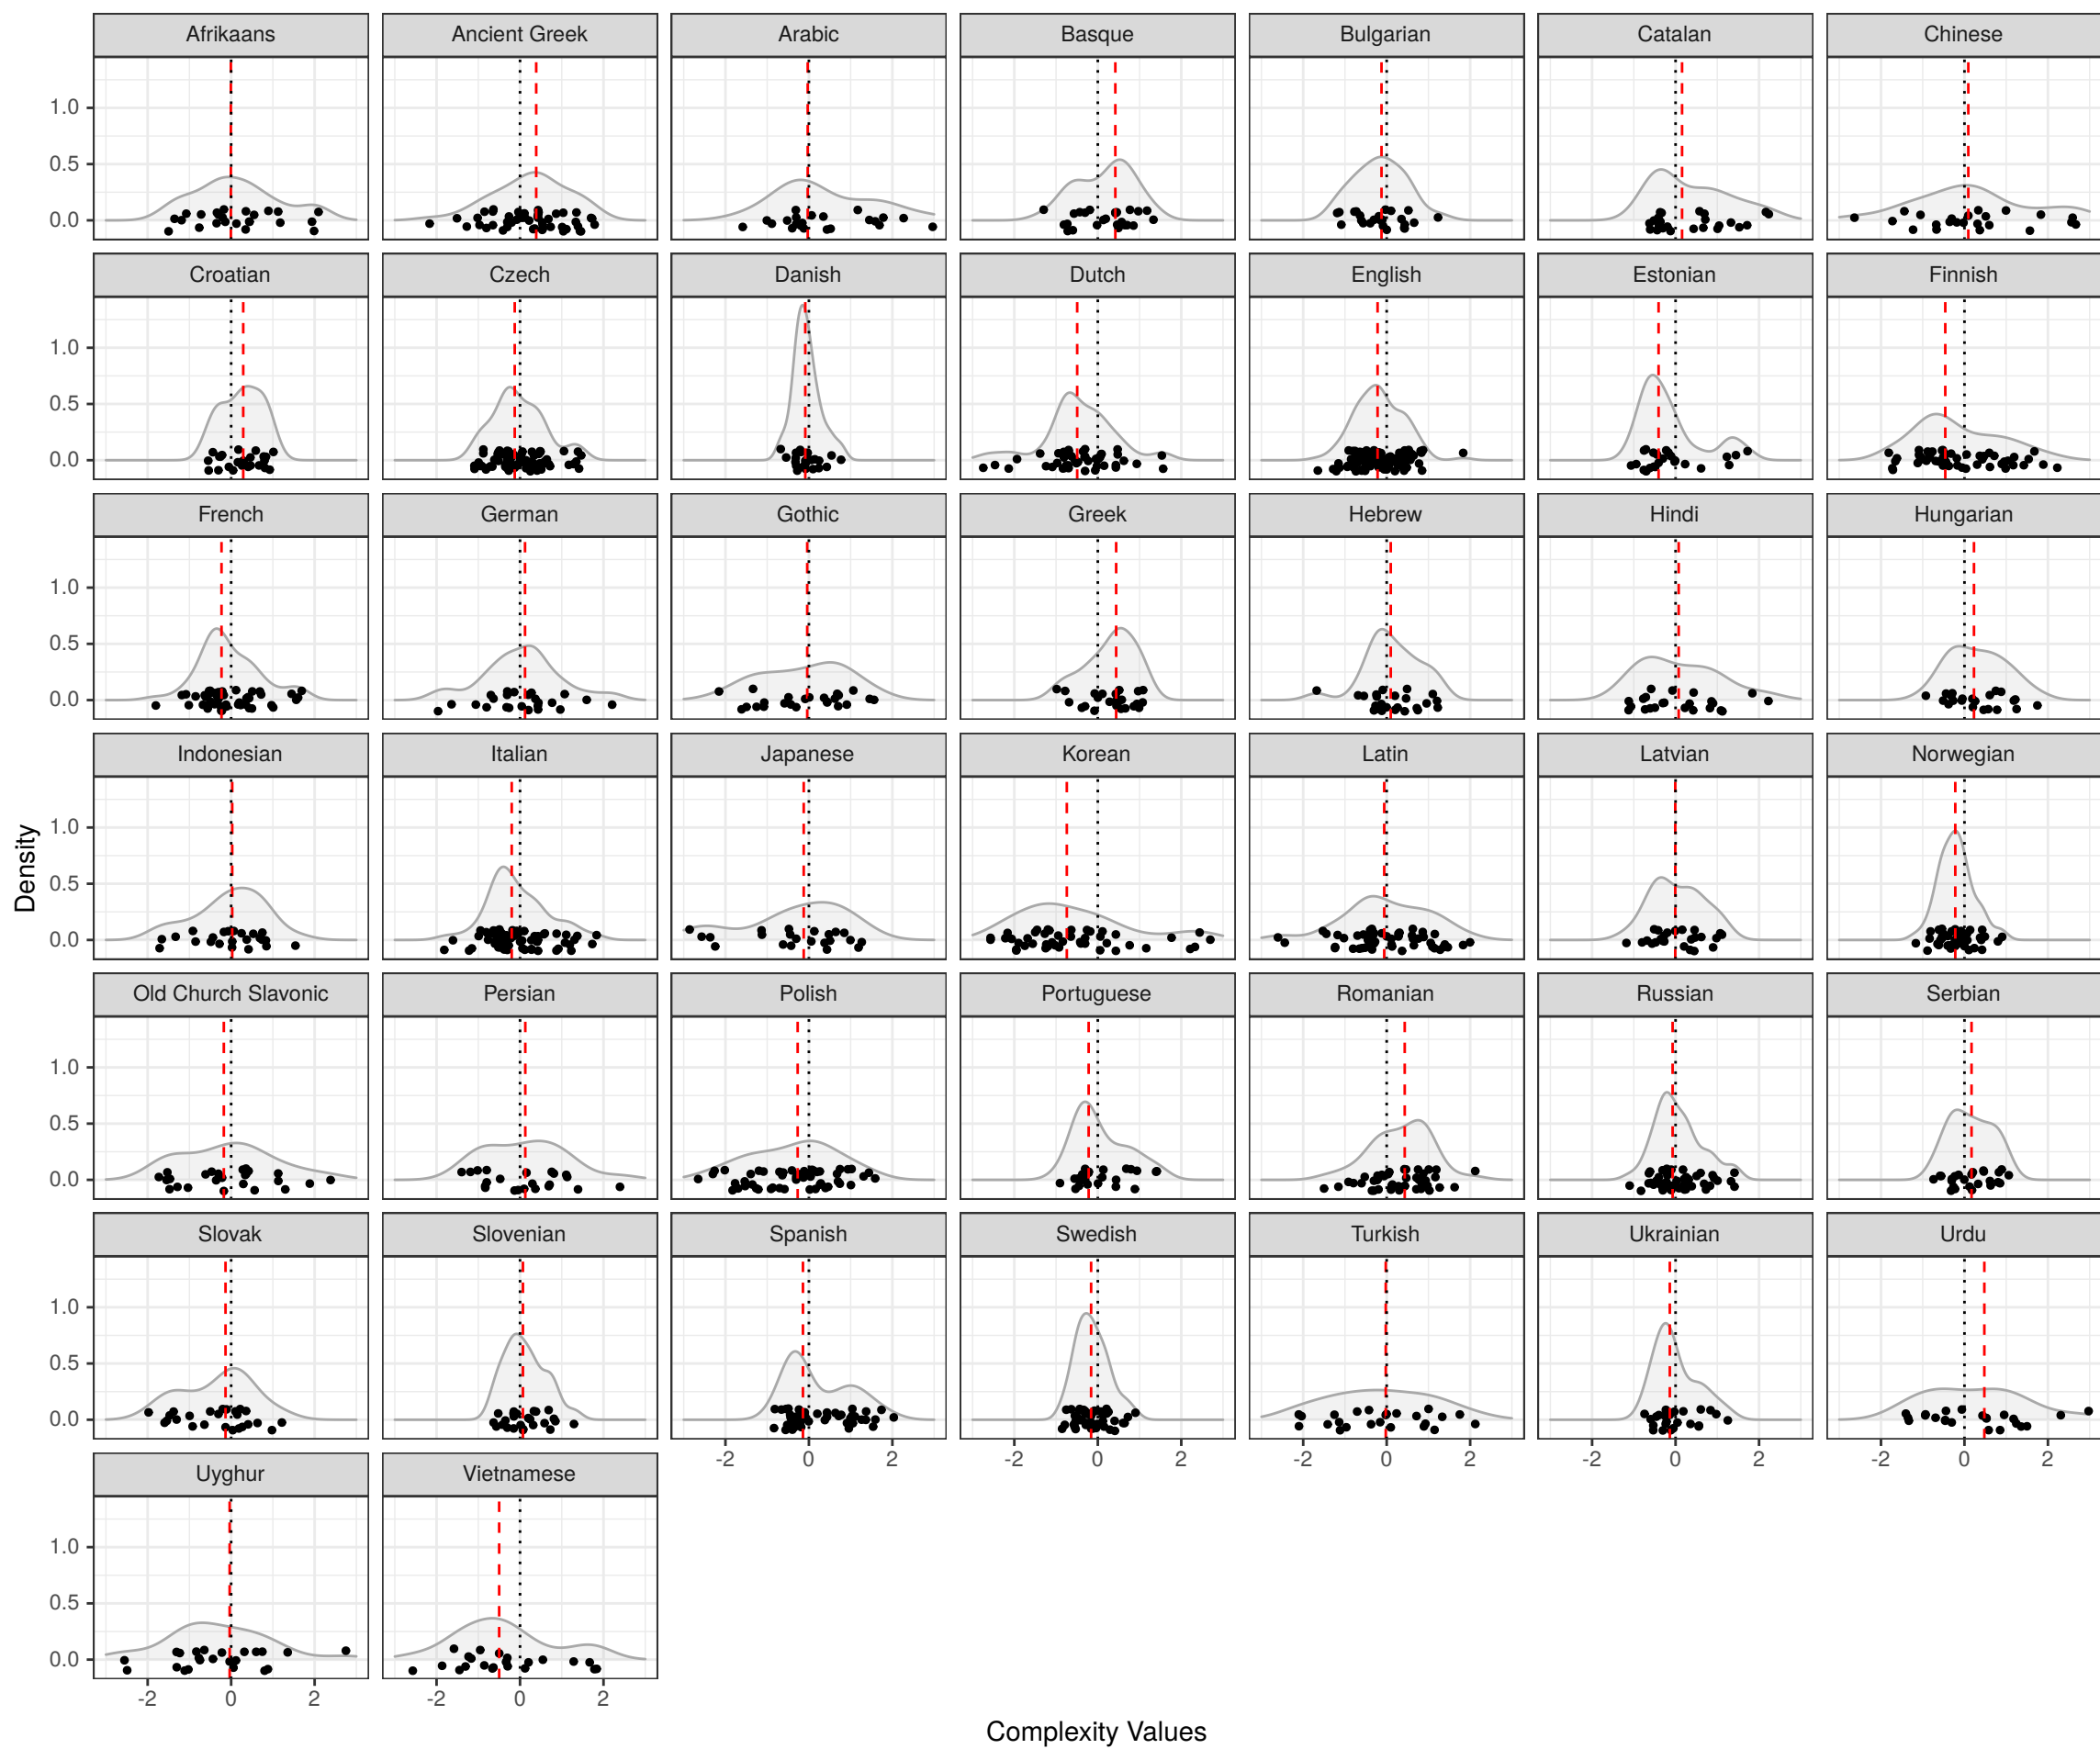 Afrikaans Ancient Greek Arabic Basque Bulgarian Catalan Chinese
1.0
0.5
0.0
Croatian Czech Danish Dutch English Estonian Finnish
1.0
0.5
0.0
French German Gothic Greek Hebrew Hindi Hungarian
1.0
0.5
0.0
Indonesian Italian Japanese Korean Latin Latvian Norwegian
1.0
0.5
0.0
Density
Old Church Slavonic Persian Polish Portuguese Romanian Russian Serbian
1.0
0.5
0.0
Slovak Slovenian Spanish Swedish Turkish Ukrainian Urdu
1.0
0.5
0.0
-2 0 2 -2 0 2 -2 0 2 -2 0 2 -2 0 2
Uyghur Vietnamese
1.0
0.5
0.0
-2 0 2 -2 0 2
Complexity Values